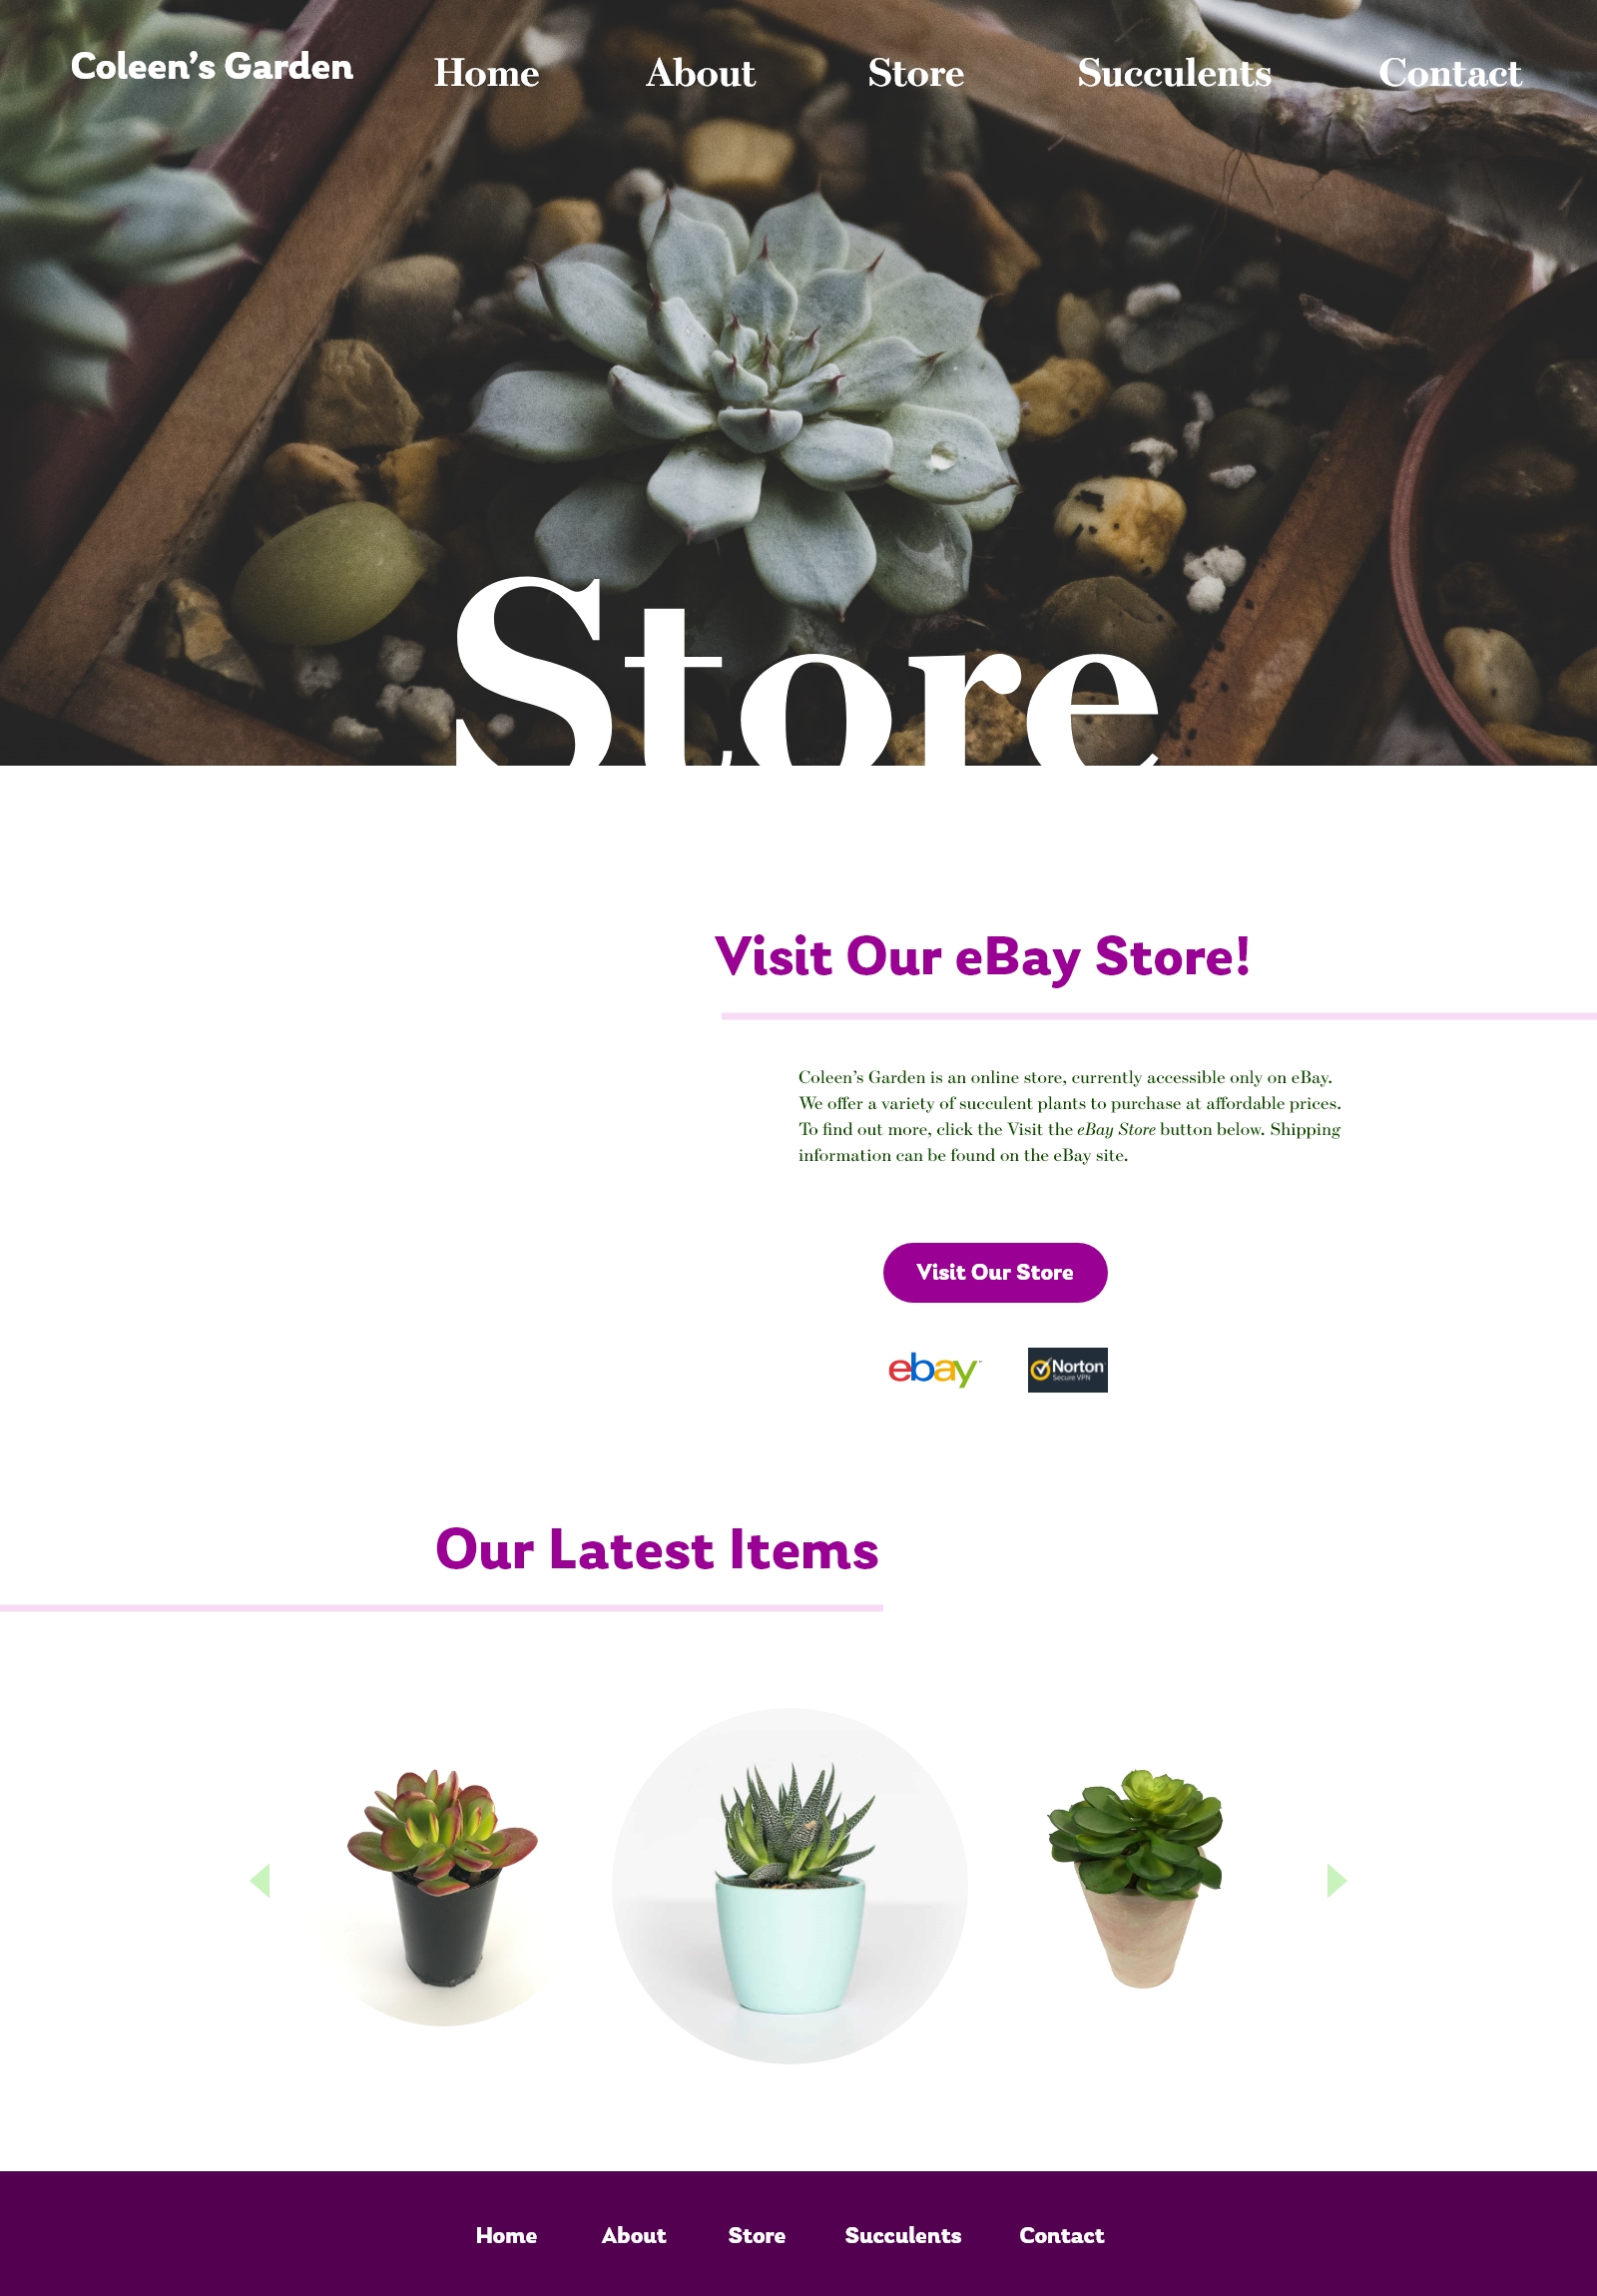 Coleen’s Garden
Home
About
Store
Succulents
Contact
Store
Visit Our eBay Store!
Coleen’s Garden is an online store, currently accessible only on eBay.
We offer a variety of succulent plants to purchase at affordable prices.
To find out more, click the Visit the eBay Store button below. Shipping
information can be found on the eBay site.
Visit Our Store
ebay™
Norton
Secure VPN
Our Latest Items
Home
About
Store
Succulents
Contact